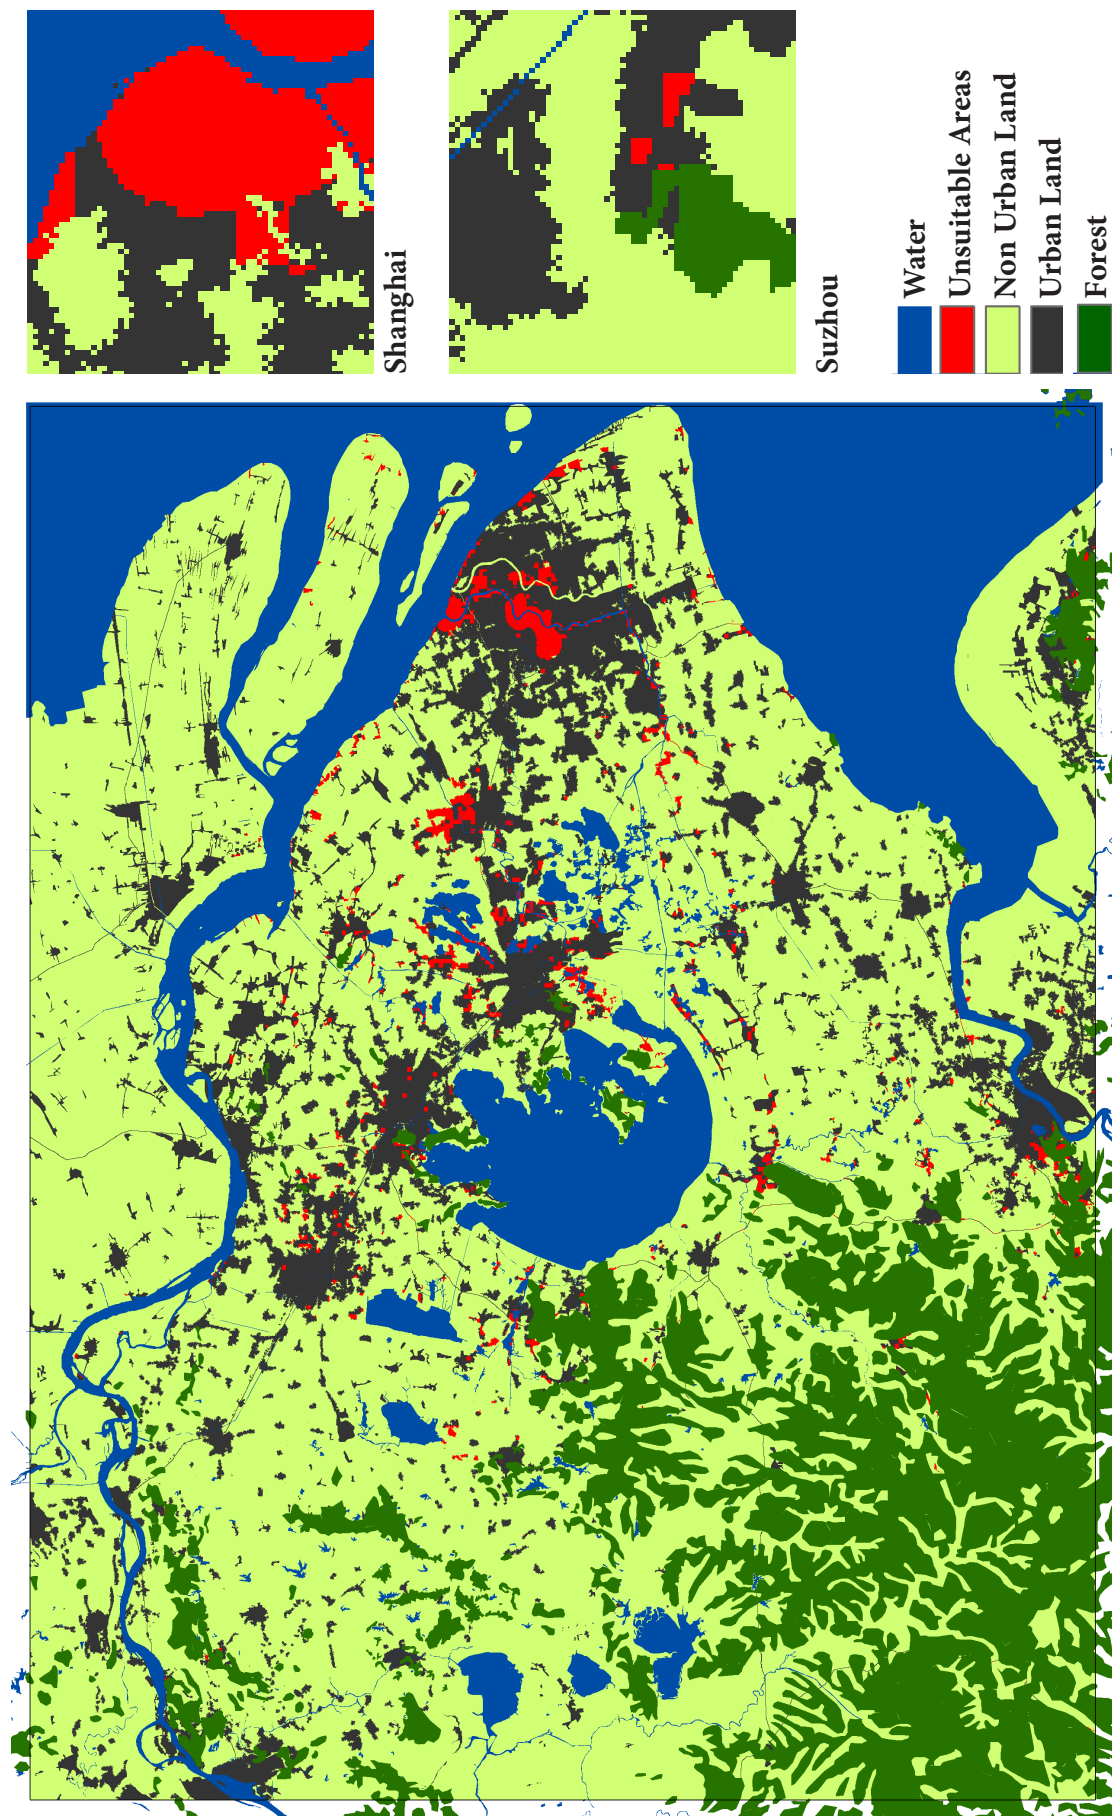 Shanghai
Suzhou
Water
Unsuitable Areas
Non Urban Land
Urban Land
Forest